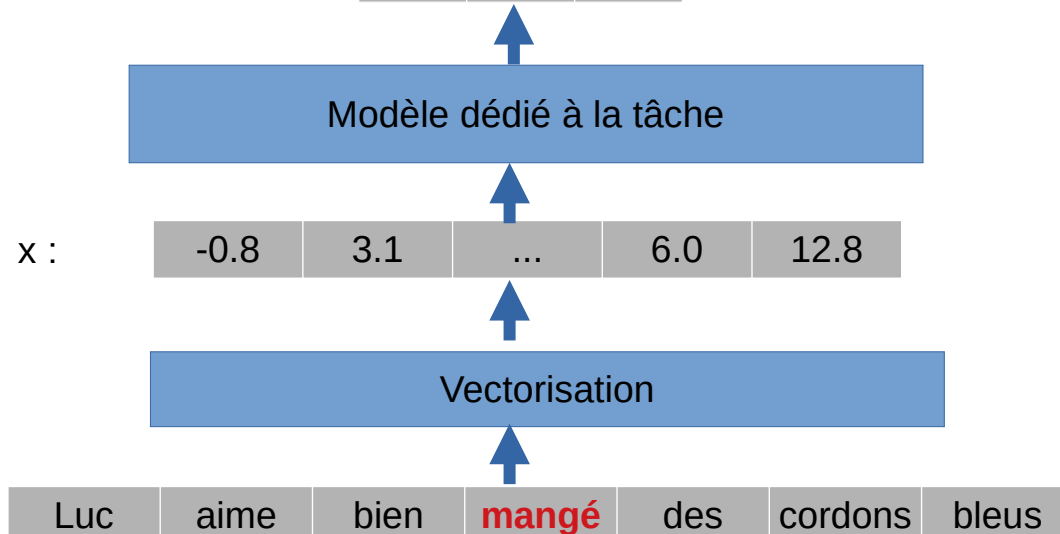 Modèle dédié à la tâche
x : -0.8 3.1 ... 6.0 12.8
Vectorisation
Luc aime bien mangé des cordons bleus